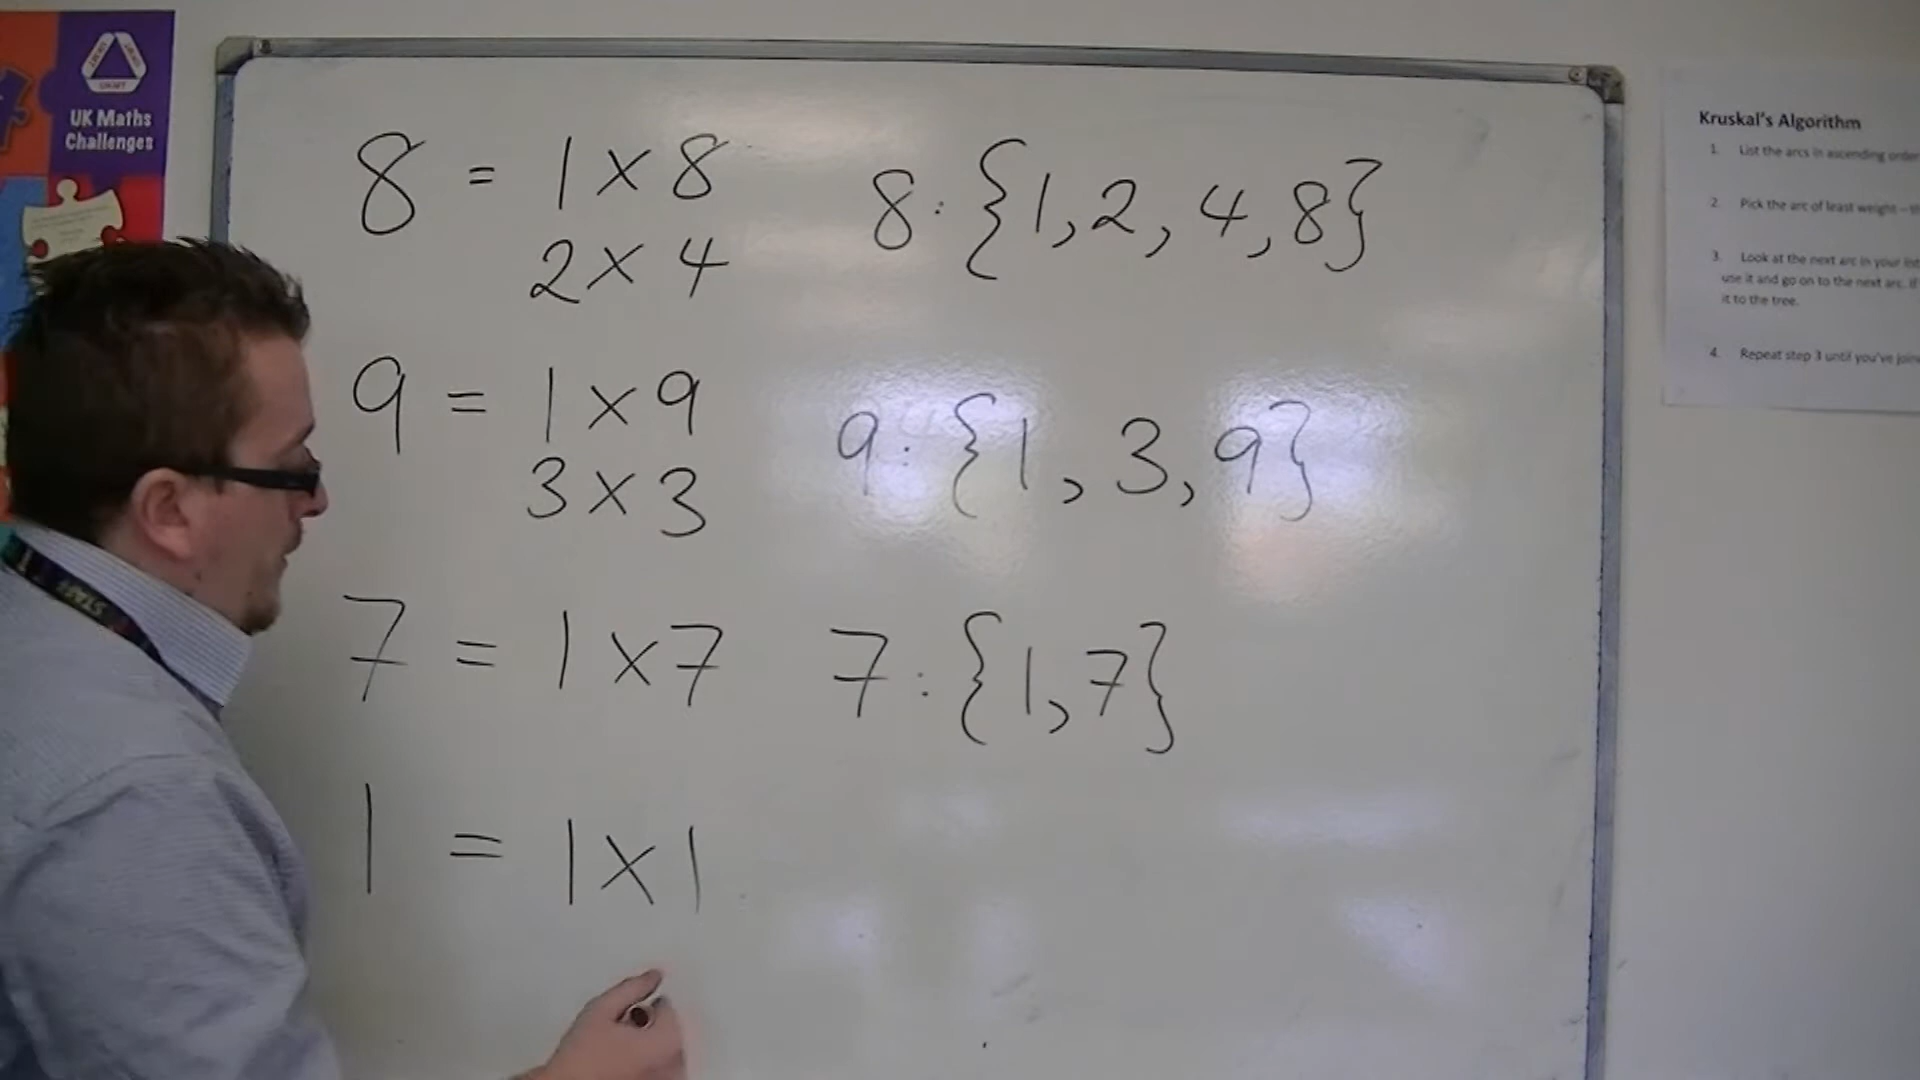 UK Maths
Challenges
UKMT
8 = 1 × 8
2 × 4
8: {1, 2, 4, 8}
9 = 1 × 9
3 × 3
9: {1, 3, 9}
7 = 1 × 7
7: {1, 7}
1 = 1 × 1
STAFF
Kruskal's Algorithm
1. List the arcs in ascending order
2. Pick the arc of least weight –
3. Look at the next arc in your
use it and go on to the next arc. If
it to the tree.
4. Repeat step 3 until you've